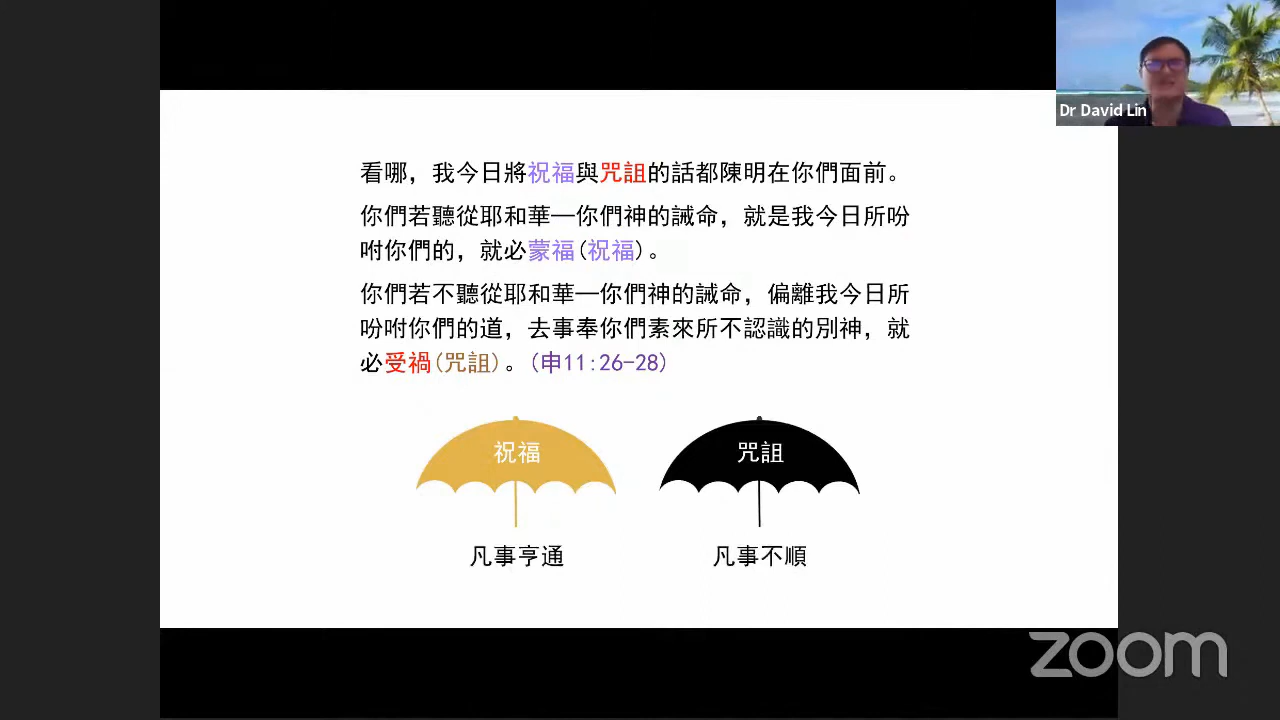 Dr David Lin
看哪，我今日將祝福與咒詛的話都陳明在你們面前。
你們若聽從耶和華—你們神的誡命，就是我今日所吩
咐你們的，就必蒙福(祝福)。
你們若不聽從耶和華—你們神的誡命，偏離我今日所
吩咐你們的道，去事奉你們素來所不認識的別神，就
必受禍(咒詛)。(申11:26-28)
祝福
咒詛
凡事亨通
凡事不順
zoom